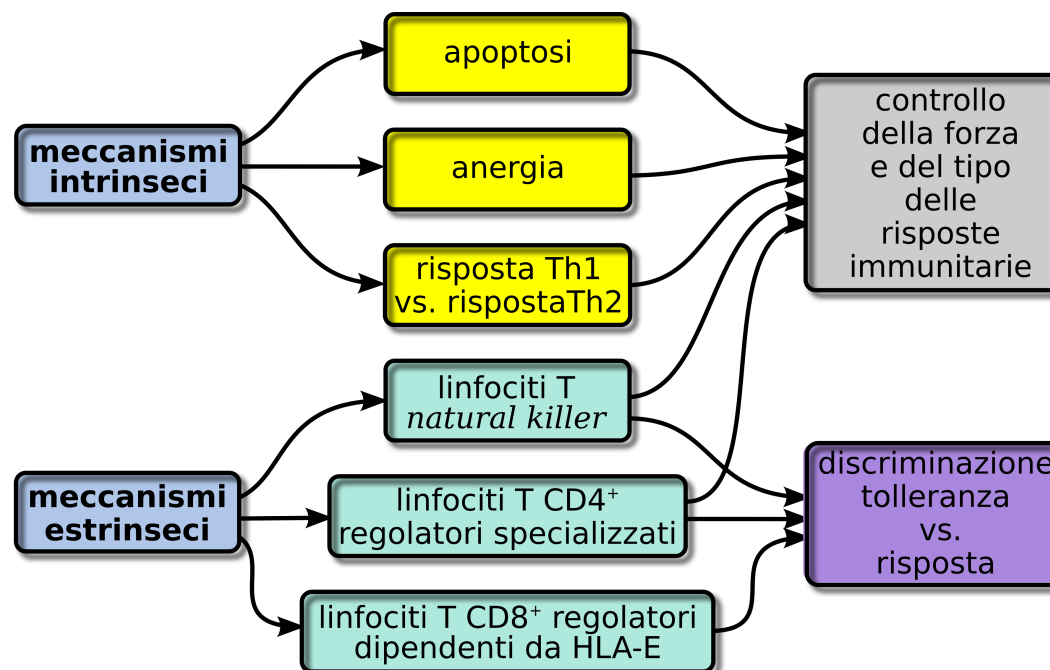 apoptosi
meccanismi
intrinseci
anergia
risposta Th1
vs. rispostaTh2
controllo
della forza
e del tipo
delle
risposte
immunitarie
linfociti T
natural killer
meccanismi
estrinseci
linfociti T CD4⁺
regolatori specializzati
linfociti T CD8⁺ regolatori
dipendenti da HLA-E
discriminazione
tolleranza
vs.
risposta